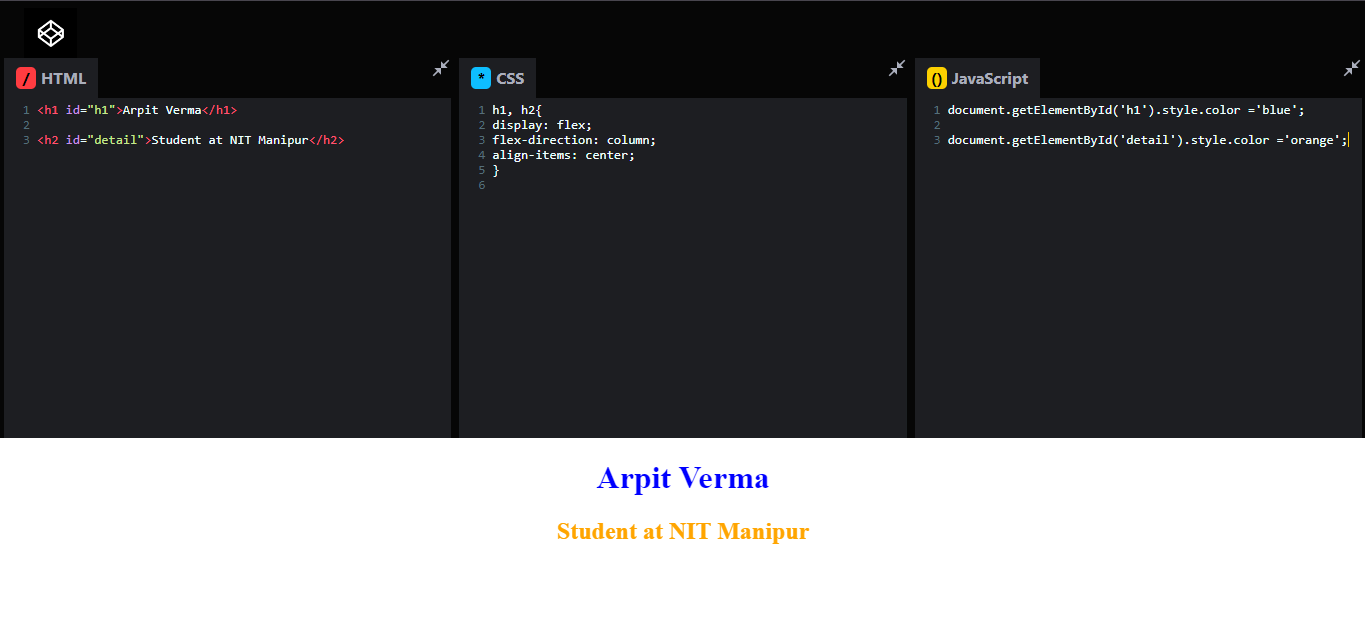 / HTML
1 <h1 id="h1">Arpit Verma</h1>
2
3 <h2 id="detail">Student at NIT Manipur</h2>
* CSS
1 h1, h2{
2 display: flex;
3 flex-direction: column;
4 align-items: center;
5 }
6
() JavaScript
1 document.getElementById('h1').style.color ='blue';
2
3 document.getElementById('detail').style.color ='orange';
Arpit Verma
Student at NIT Manipur